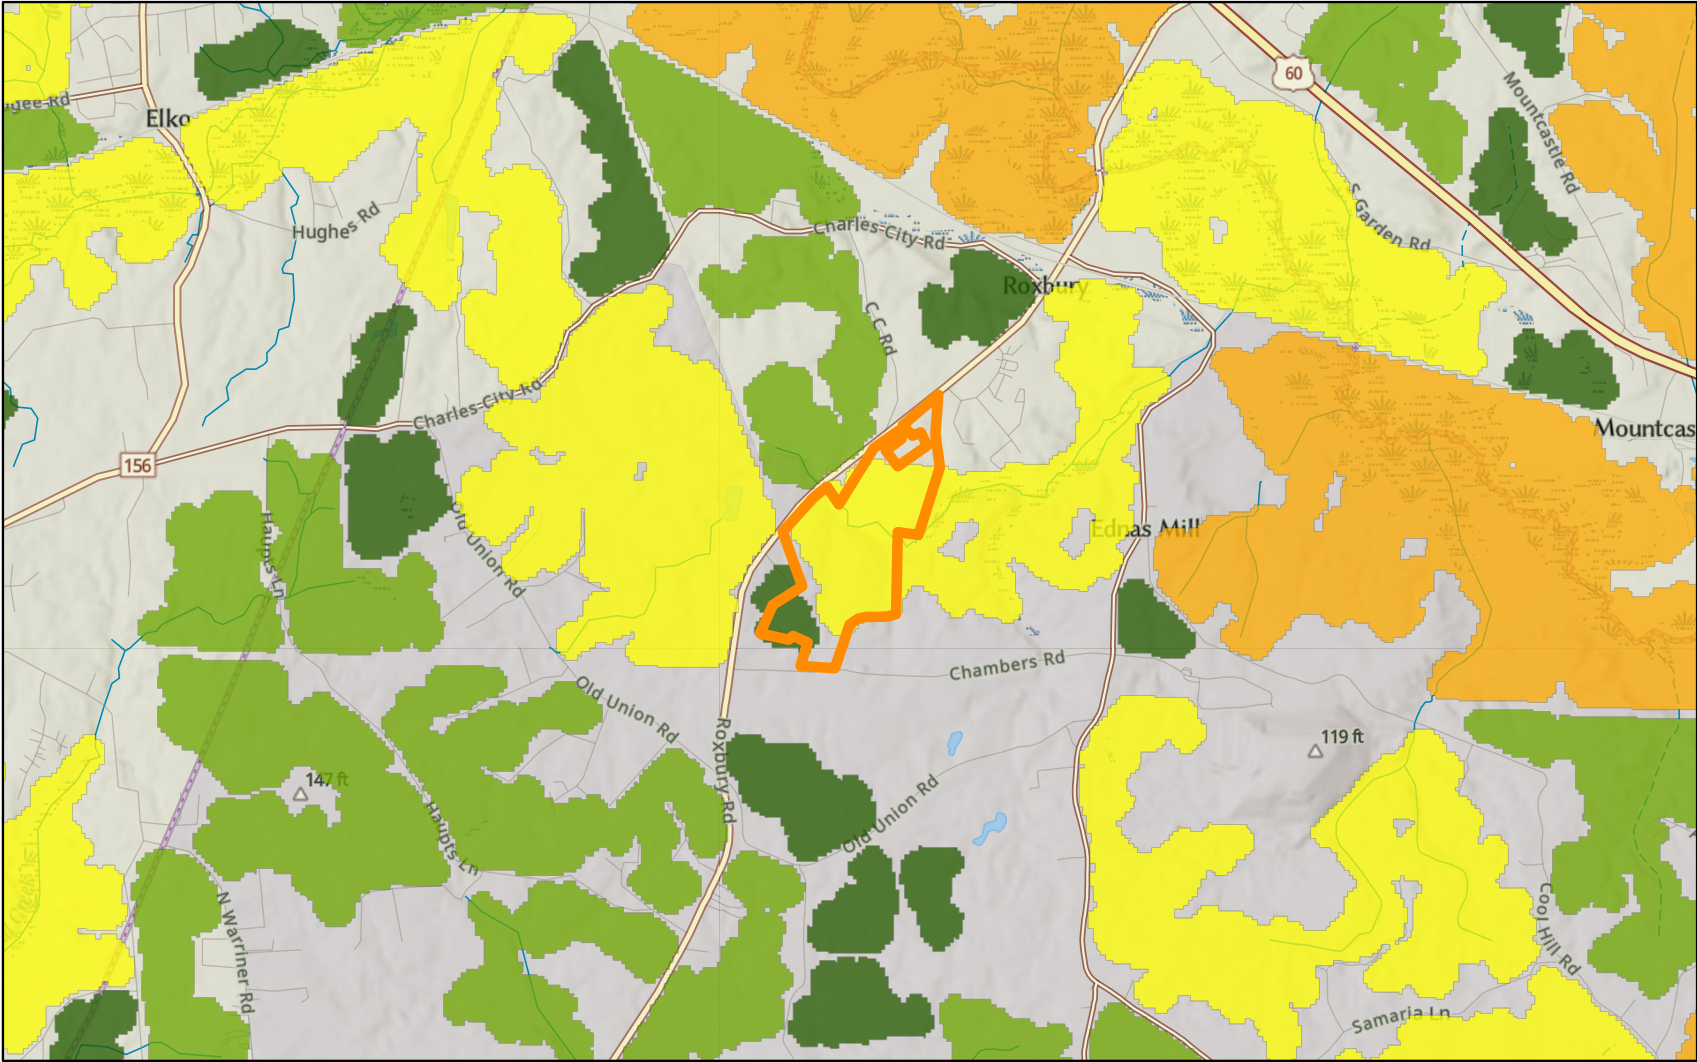 60
Mountcastle Rd
Elko
S Garden Rd
Hughes Rd
Charles City Rd
Roxbury
C C Rd
Charles City Rd
Mountcas
156
Old Union Rd
Haupts Ln
Ednas Mill
Chambers Rd
Old Union Rd
Roxbury Rd
119 ft
147 ft
Haupts Ln
Old Union Rd
N Warriner Rd
Cool Hill Rd
Samaria Ln